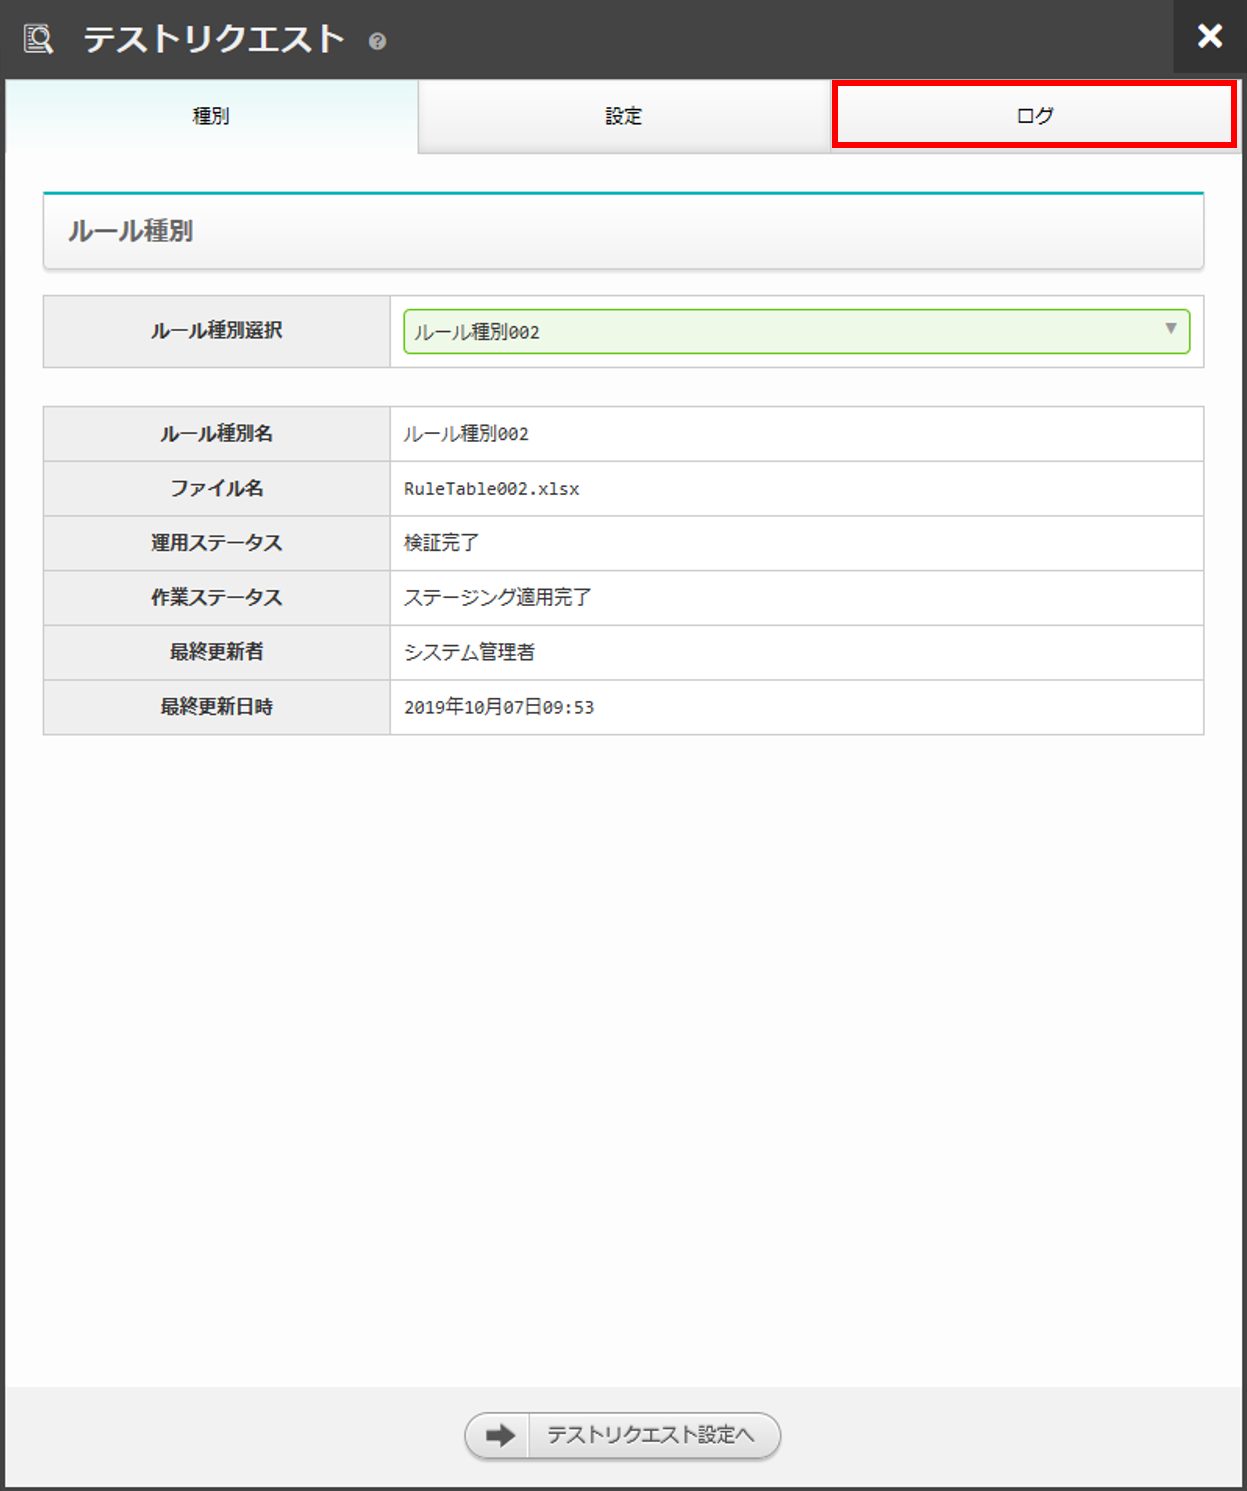 テストリクエスト ?
種別 設定 ログ
ルール種別
ルール種別選択 ルール種別002 ▼
ルール種別名 ルール種別002
ファイル名 RuleTable002.xlsx
運用ステータス 検証完了
作業ステータス ステージング適用完了
最終更新者 システム管理者
最終更新日時 2019年10月07日09:53
テストリクエスト設定へ